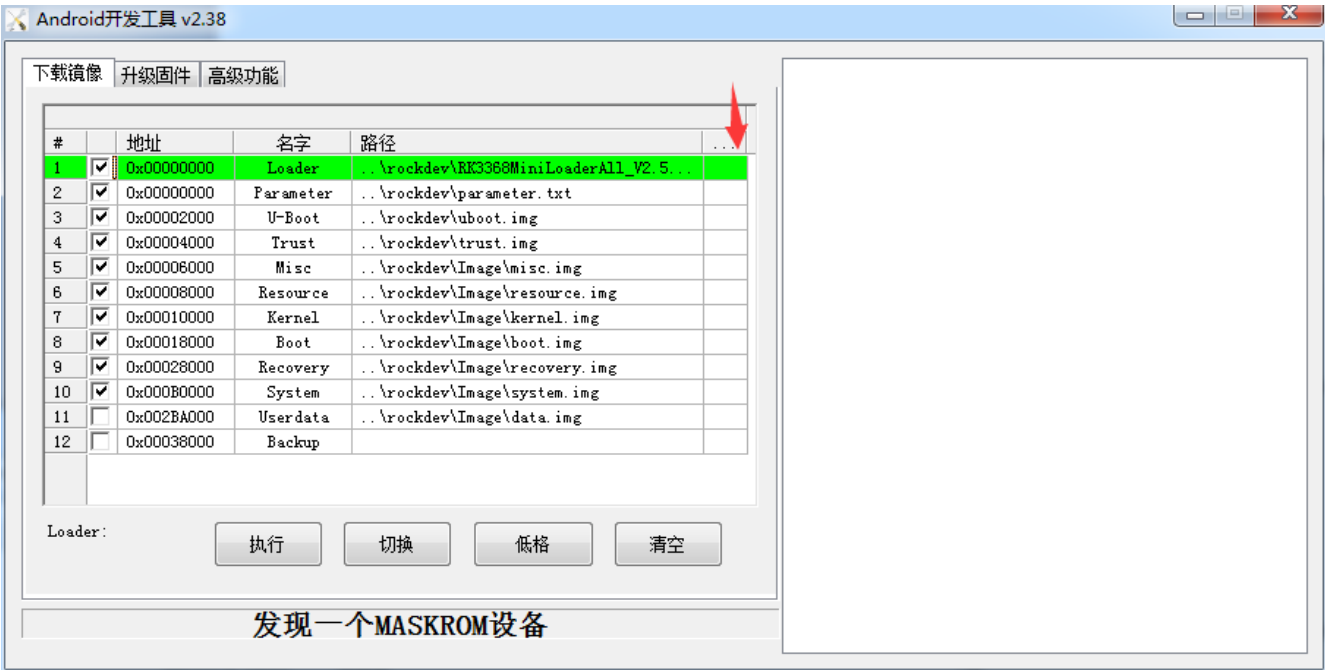 Android开发工具 v2.38
下载镜像 升级固件 高级功能
# 地址 名字 路径 ...
1 0x00000000 Loader ..\rockdev\RK3368MiniLoaderAll_V2.5...
2 0x00000000 Parameter ..\rockdev\parameter.txt
3 0x00002000 U-Boot ..\rockdev\uboot.img
4 0x00004000 Trust ..\rockdev\trust.img
5 0x00006000 Misc ..\rockdev\Image\misc.img
6 0x00008000 Resource ..\rockdev\Image\resource.img
7 0x00010000 Kernel ..\rockdev\Image\kernel.img
8 0x00018000 Boot ..\rockdev\Image\boot.img
9 0x00028000 Recovery ..\rockdev\Image\recovery.img
10 0x000B0000 System ..\rockdev\Image\system.img
11 0x002BA000 Userdata ..\rockdev\Image\data.img
12 0x00038000 Backup
Loader: 执行 切换 低格 清空
发现一个MASKROM设备